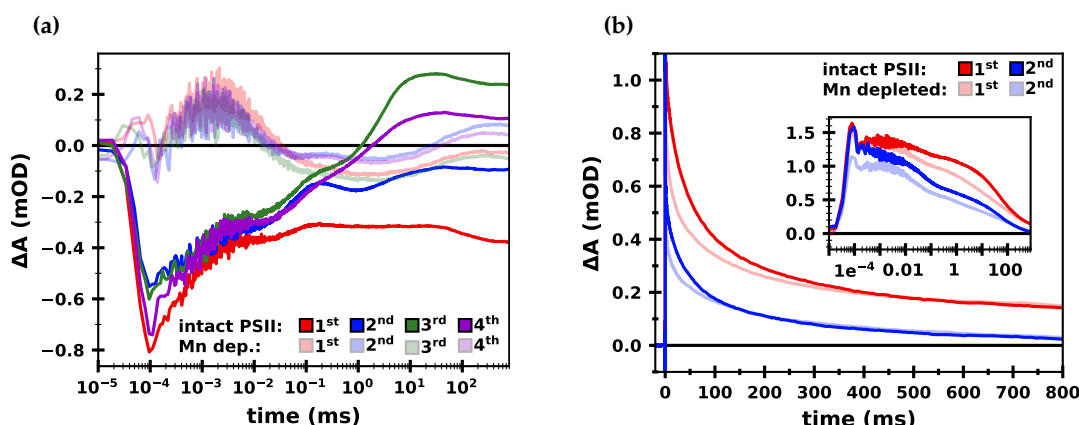 (a)
ΔA (mOD)
0.2
0.0
−0.2
−0.4
−0.6
−0.8
intact PSII: 1st 2nd 3rd 4th
Mn dep.: 1st 2nd 3rd 4th
10−5 10−4 10−3 10−2 10−1 100 101 102
time (ms)
(b)
ΔA (mOD)
1.0
0.8
0.6
0.4
0.2
0.0
intact PSII: 1st 2nd
Mn depleted: 1st 2nd
1.5
1.0
0.5
0.0
1e−4 0.01 1 100
0 100 200 300 400 500 600 700 800
time (ms)